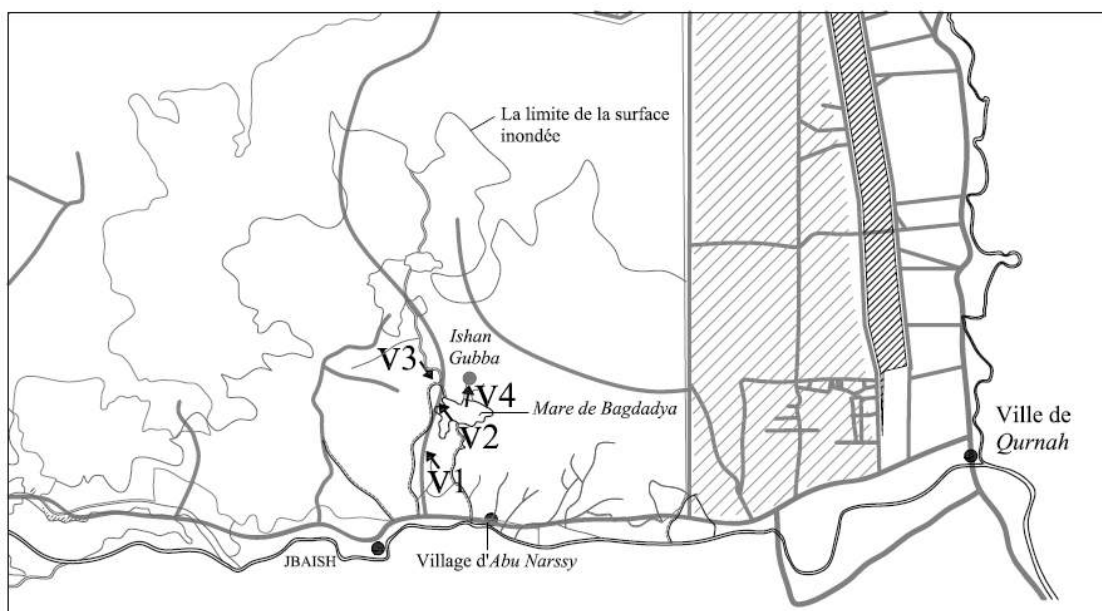 La limite de la surface
inondée
Ishan
Gubba
V3
V4
Mare de Bagdadya
V2
Ville de
Qurnah
V1
JBAISH
Village d'Abu Narssy